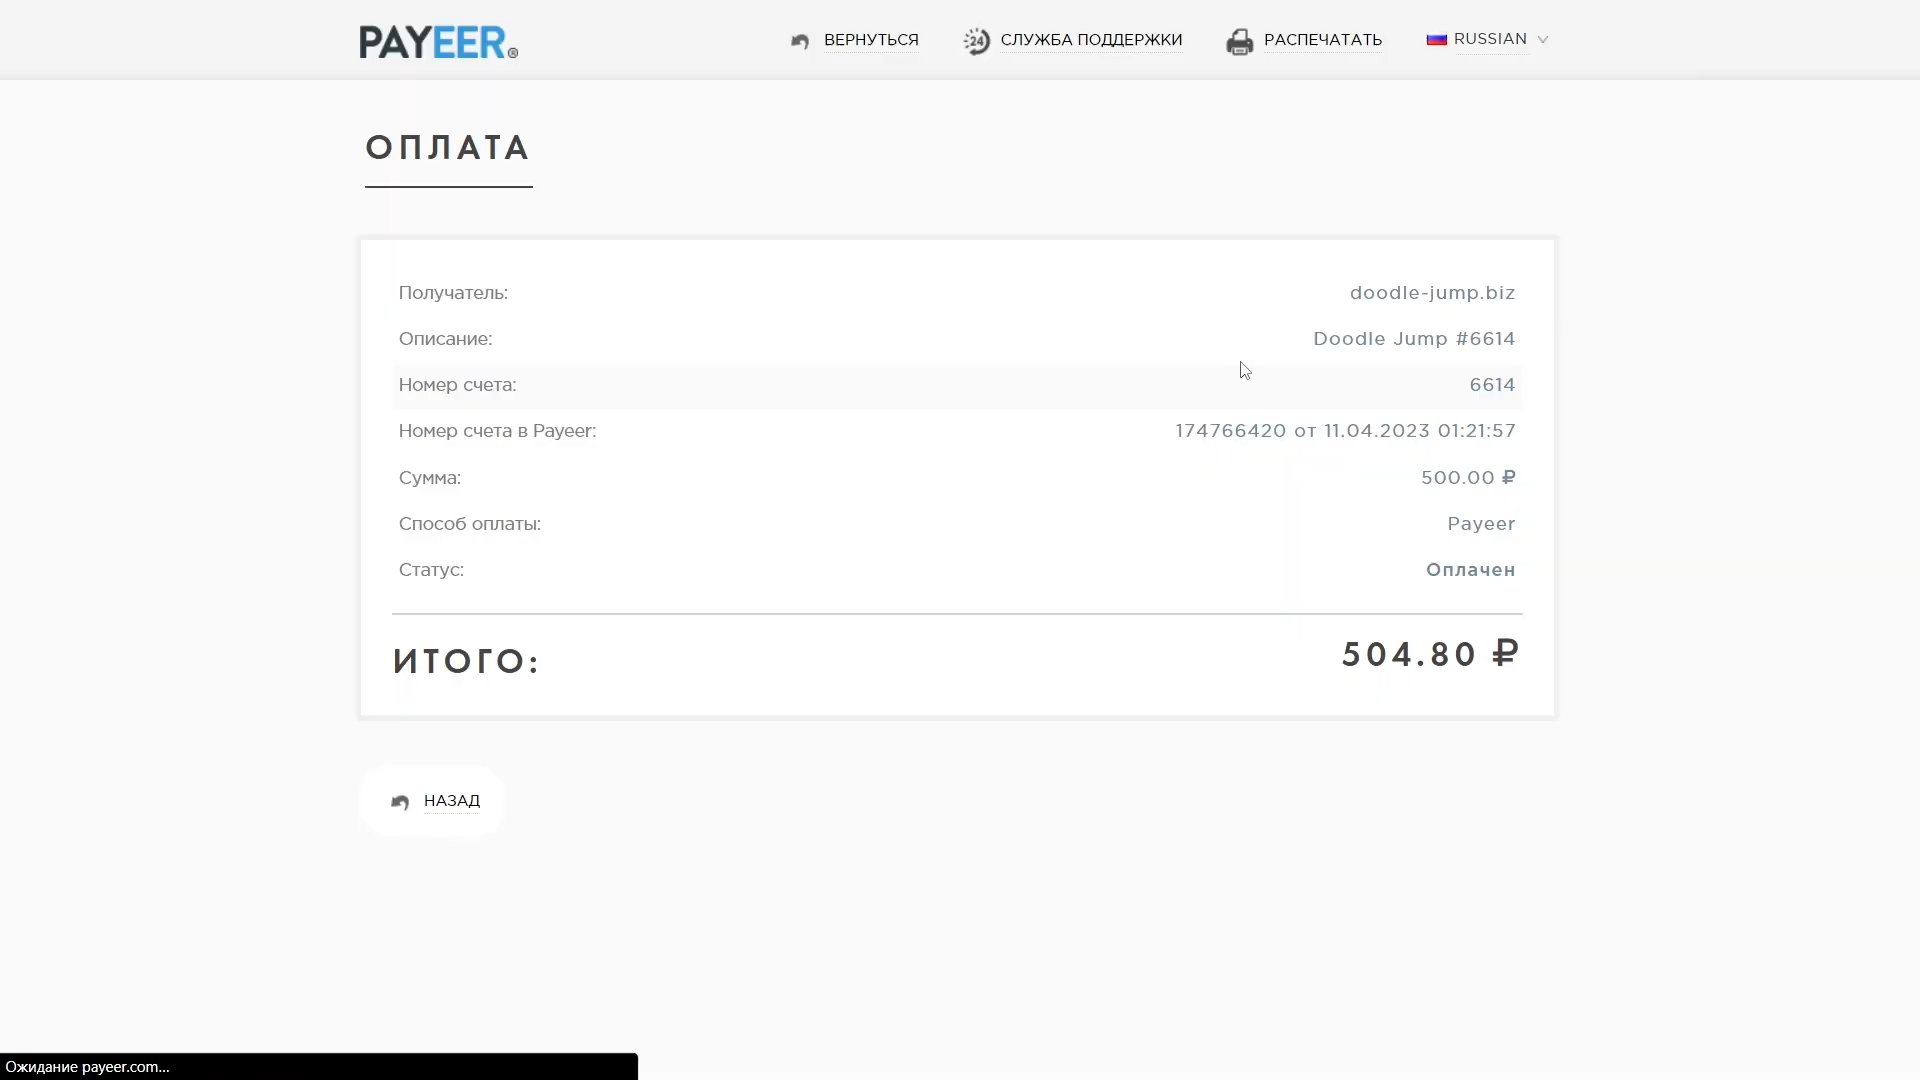 PAYEER®
ВЕРНУТЬСЯ
24 СЛУЖБА ПОДДЕРЖКИ
РАСПЕЧАТАТЬ
RUSSIAN
ОПЛАТА
Получатель: doodle-jump.biz
Описание: Doodle Jump #6614
Номер счета: 6614
Номер счета в Payeer: 174766420 от 11.04.2023 01:21:57
Сумма: 500.00 ₽
Способ оплаты: Payeer
Статус: Оплачен
ИТОГО: 504.80 ₽
НАЗАД
Ожидание payeer.com...